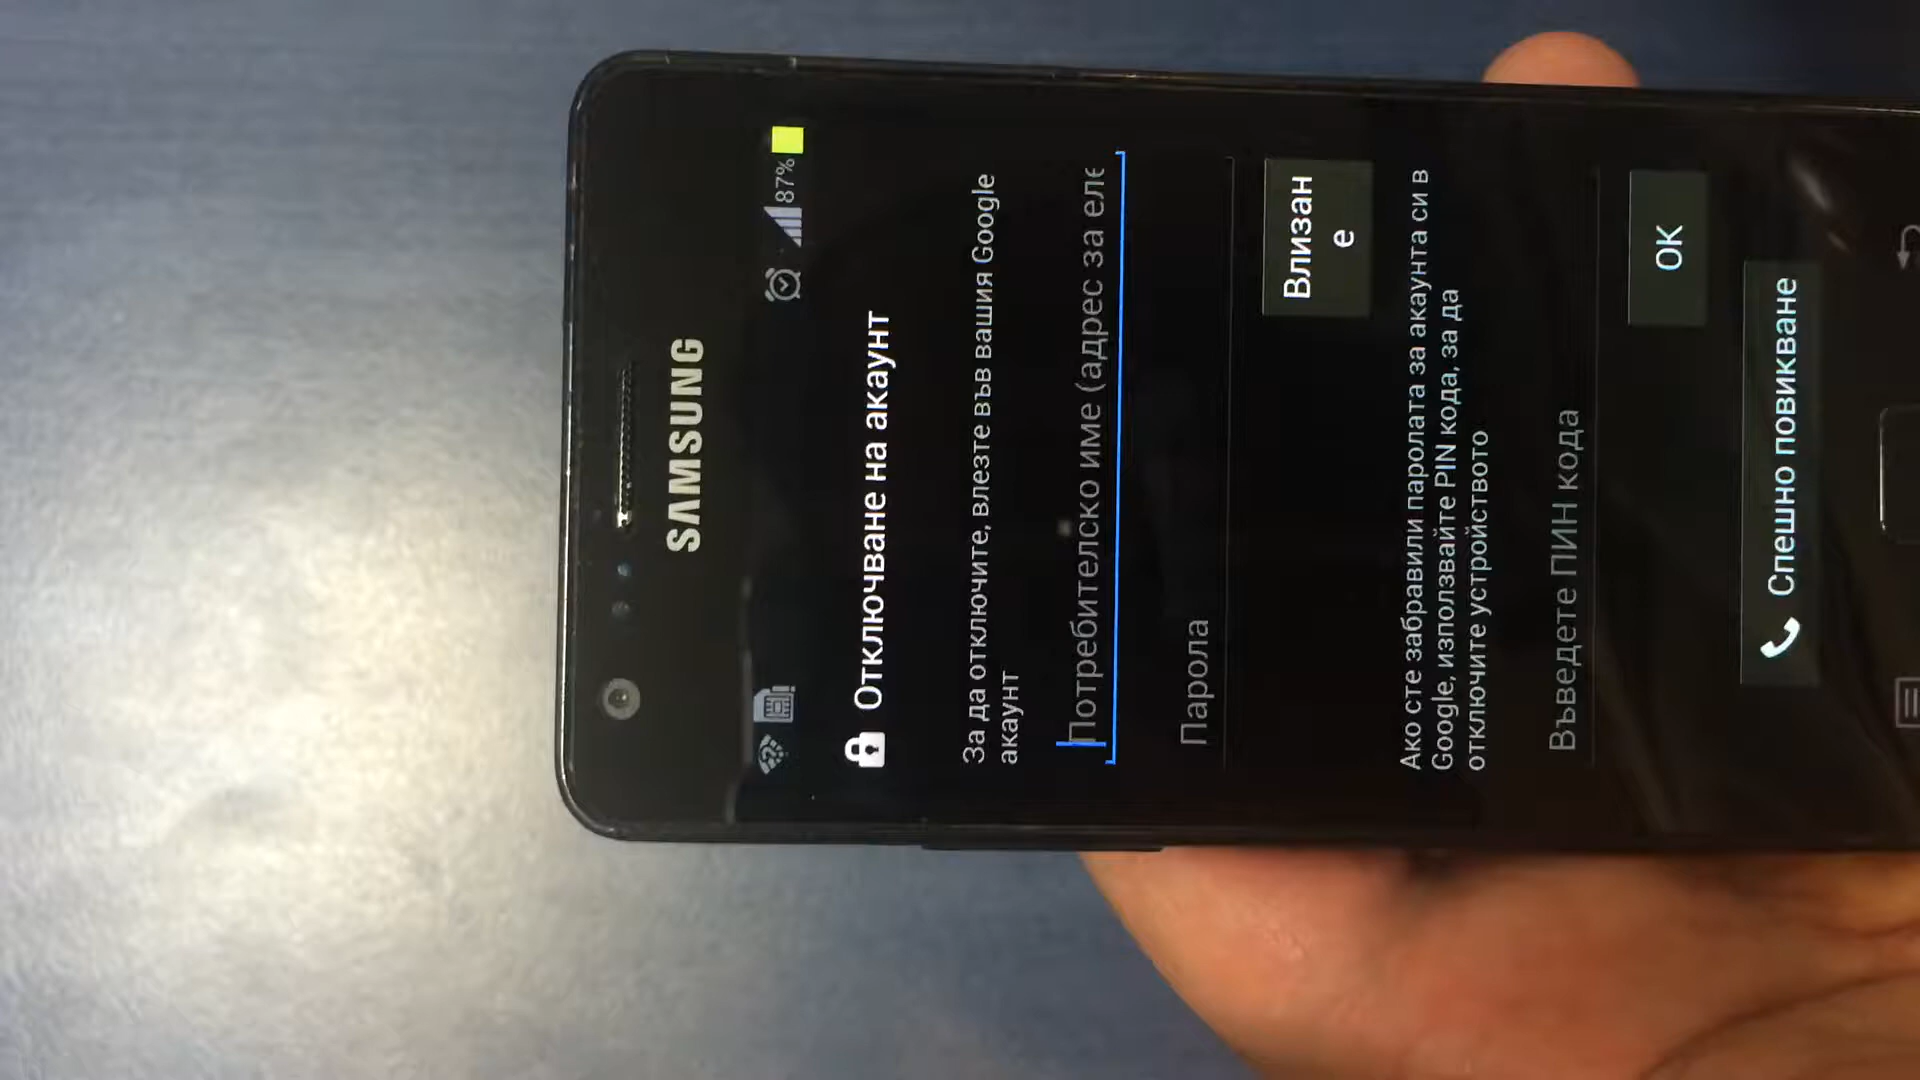 SAMSUNG
87%
Отключване на акаунт
За да отключите, влезте във вашия Google
акаунт
Потребителско име (адрес за еле
Парола
Влизан
е
Ако сте забравили паролата за акаунта си в
Google, използвайте PIN кода, за да
отключите устройството
Въведете ПИН кода
ОК
Спешно повикване